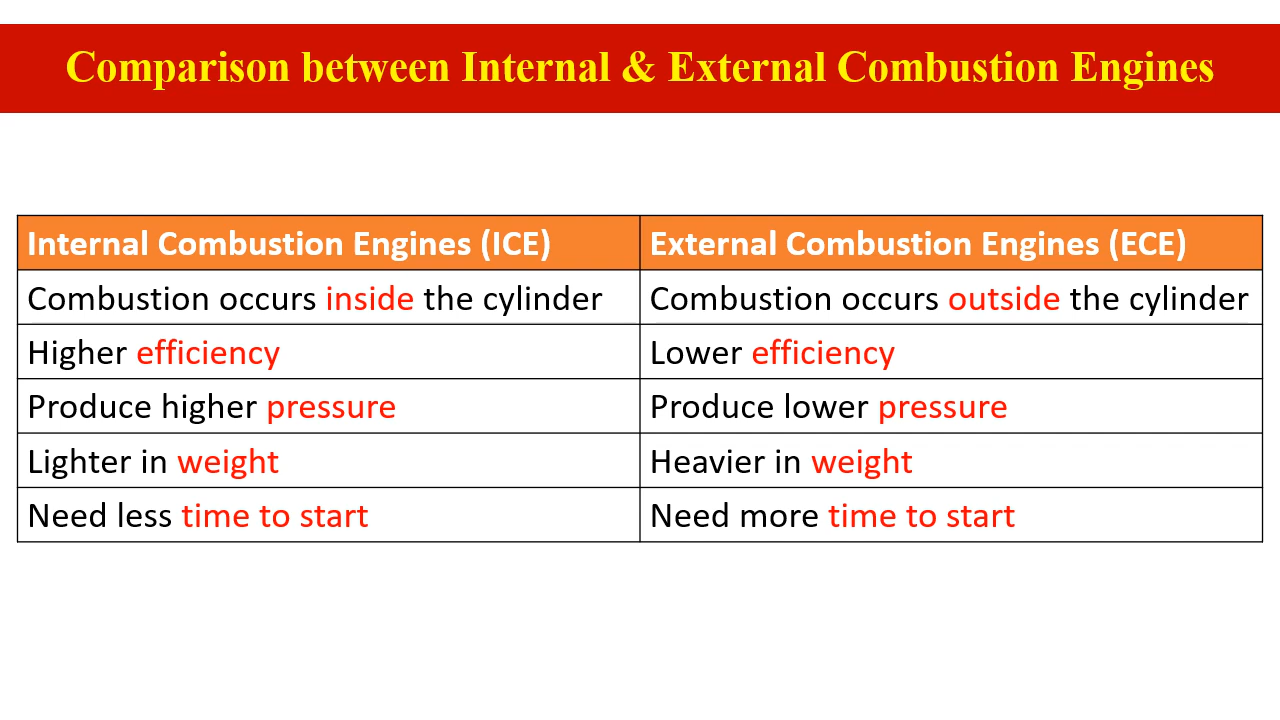 Comparison between Internal & External Combustion Engines
Internal Combustion Engines (ICE)
External Combustion Engines (ECE)
Combustion occurs inside the cylinder
Combustion occurs outside the cylinder
Higher efficiency
Lower efficiency
Produce higher pressure
Produce lower pressure
Lighter in weight
Heavier in weight
Need less time to start
Need more time to start